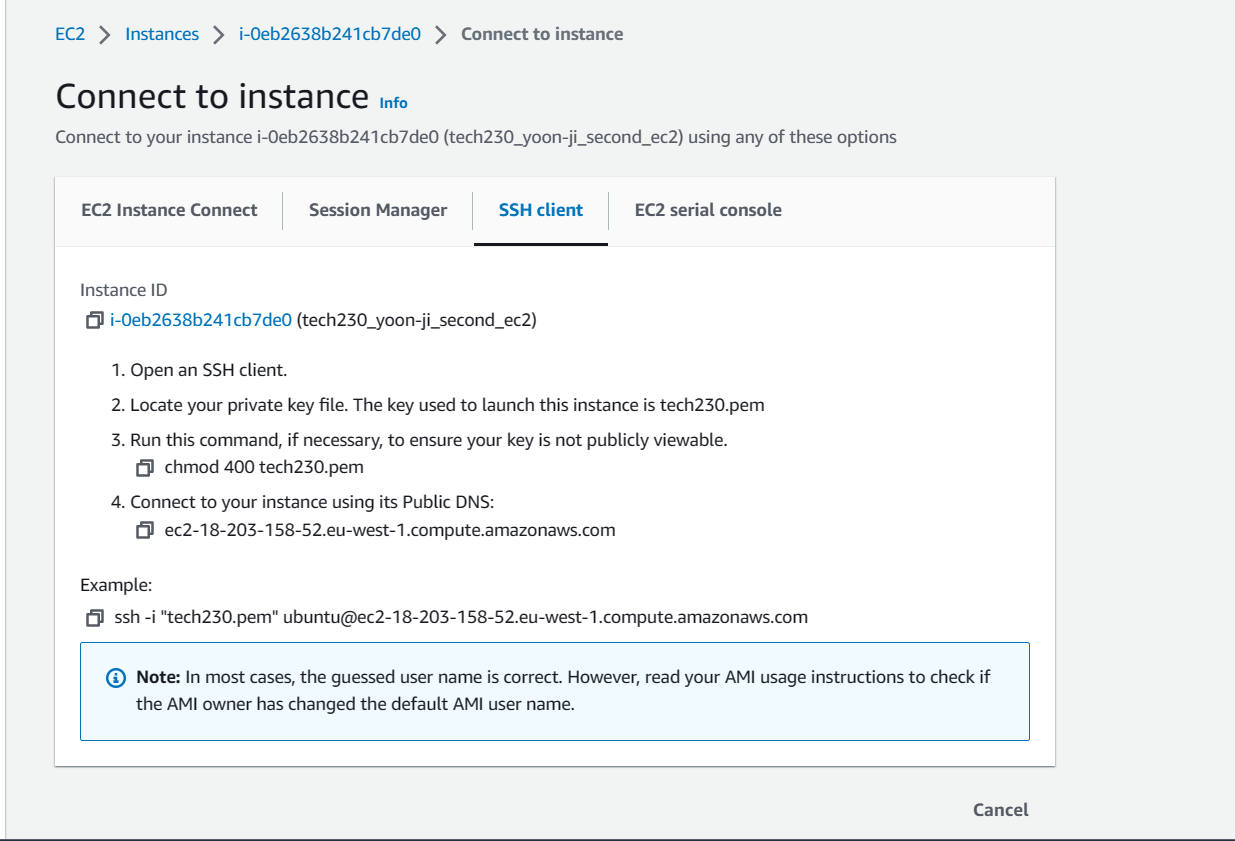 EC2 > Instances > i-0eb2638b241cb7de0 > Connect to instance
Connect to instance Info
Connect to your instance i-0eb2638b241cb7de0 (tech230_yoon-ji_second_ec2) using any of these options
EC2 Instance Connect Session Manager SSH client EC2 serial console
Instance ID
i-0eb2638b241cb7de0 (tech230_yoon-ji_second_ec2)
1. Open an SSH client.
2. Locate your private key file. The key used to launch this instance is tech230.pem
3. Run this command, if necessary, to ensure your key is not publicly viewable.
chmod 400 tech230.pem
4. Connect to your instance using its Public DNS:
ec2-18-203-158-52.eu-west-1.compute.amazonaws.com
Example:
ssh -i "tech230.pem" ubuntu@ec2-18-203-158-52.eu-west-1.compute.amazonaws.com
Note: In most cases, the guessed user name is correct. However, read your AMI usage instructions to check if
the AMI owner has changed the default AMI user name.
Cancel